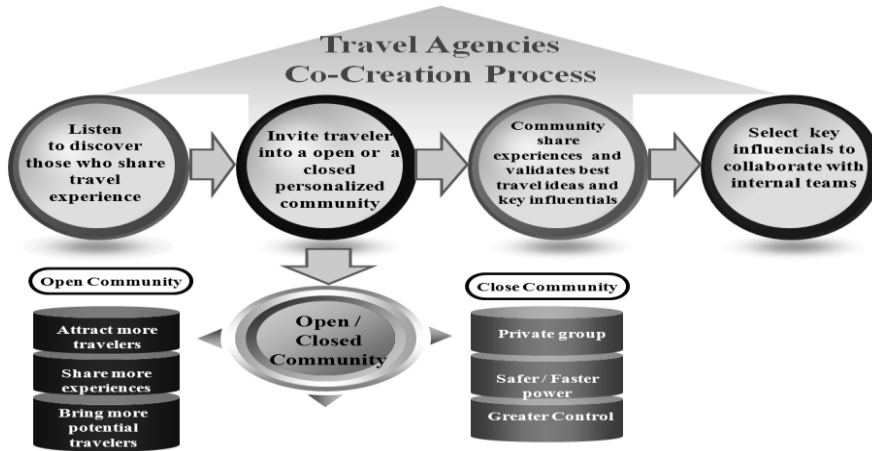 Travel Agencies
Co-Creation Process
Listen
to discover
those who share
travel
experience
Invite traveler
into a open or a
closed
personalized
community
Community
share
experiences and
validates best
travel ideas and
key influentials
Select key
influencials to
collaborate with
internal teams
Open Community
Attract more
travelers
Share more
experiences
Bring more
potential
travelers
Open /
Closed
Community
Close Community
Private group
Safer / Faster
power
Greater Control